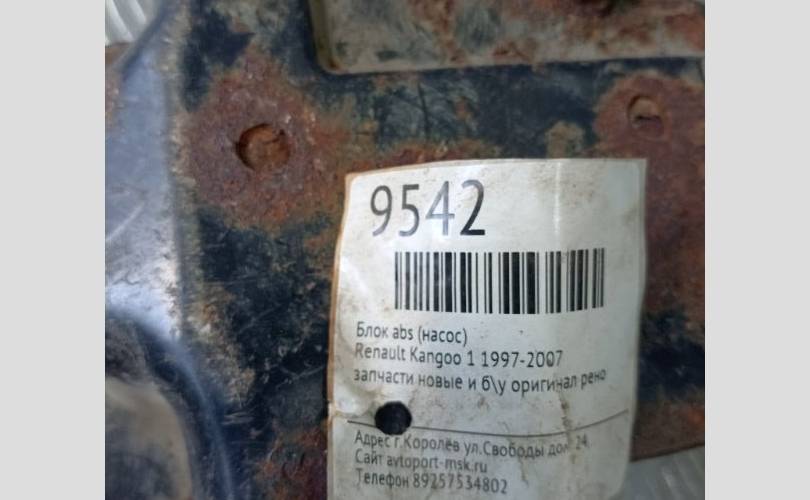 9542
Блок abs (насос)
Renault Kangoo 1 1997-2007
запчасти новые и б\у оригинал рено
Адрес г.Королёв ул.Свободы дом 24
Сайт avtoport-msk.ru
Телефон 89257534802